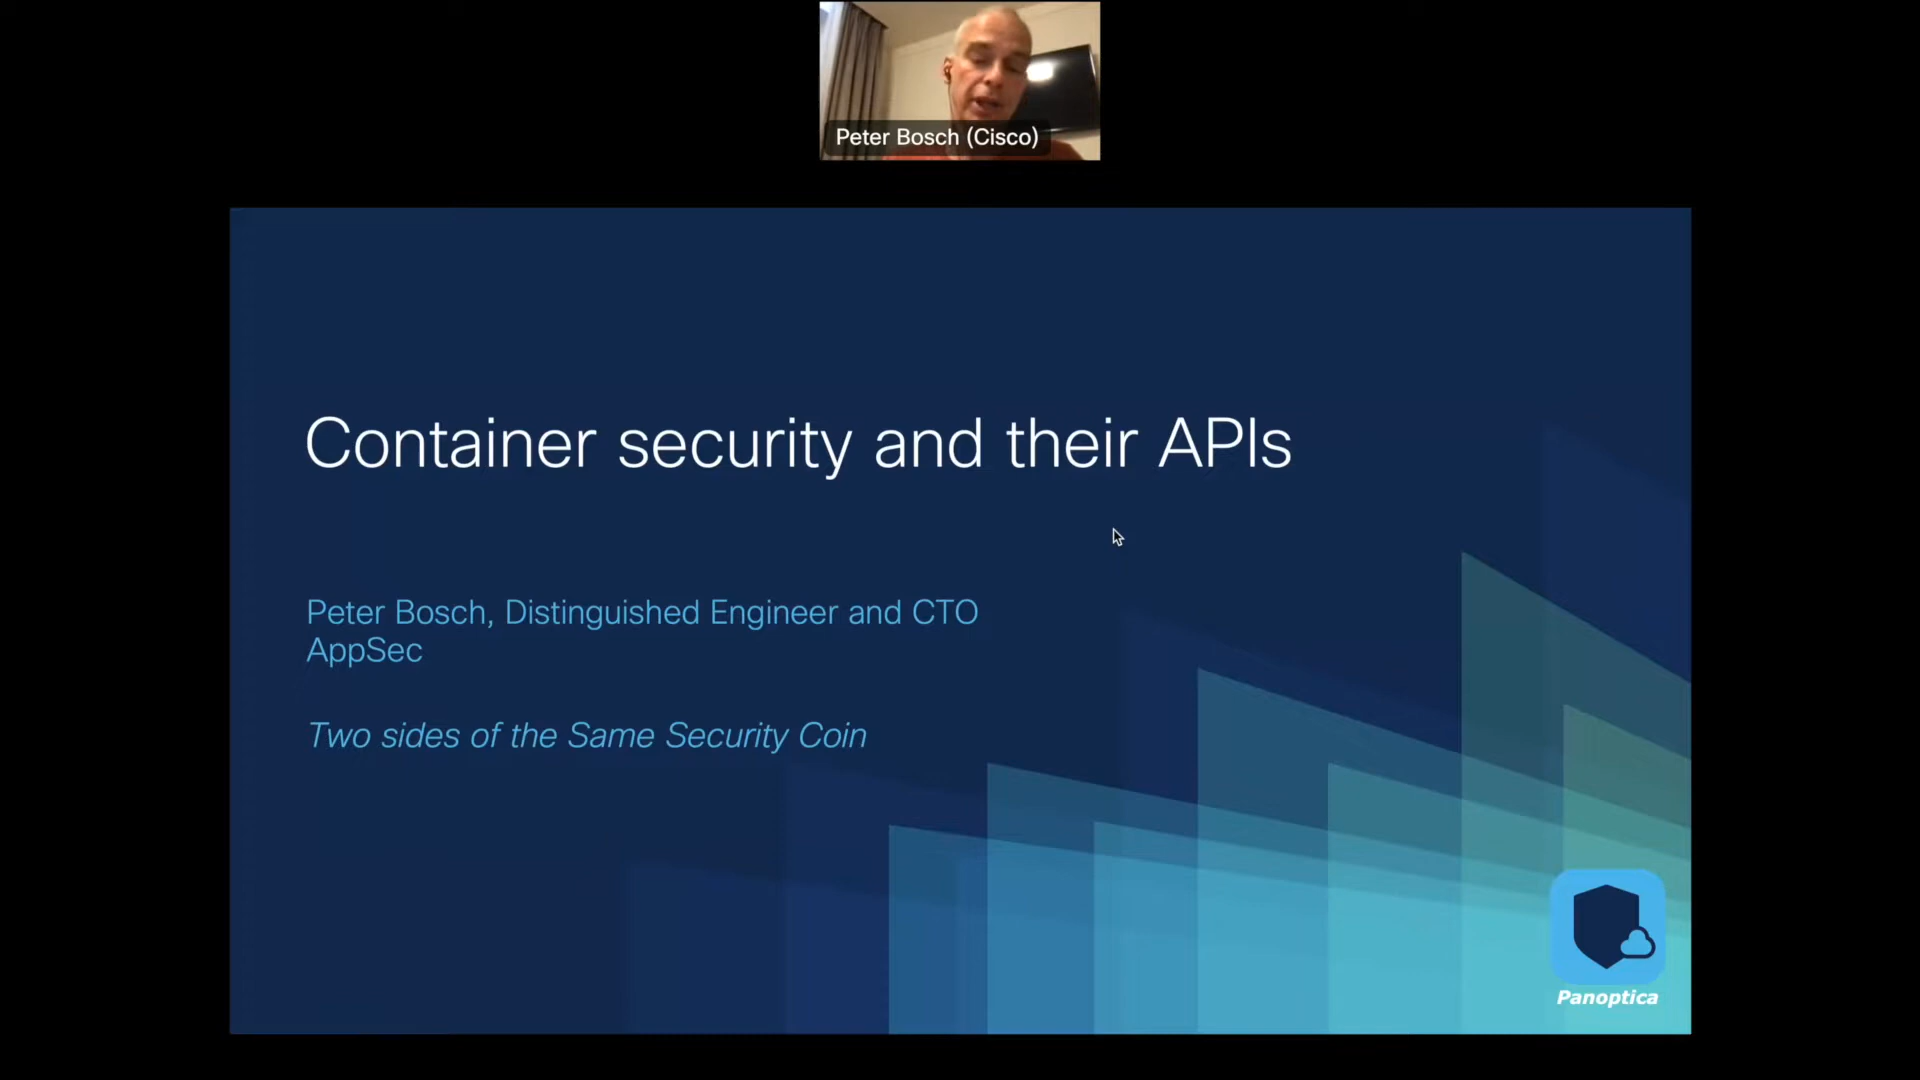 Peter Bosch (Cisco)
Container security and their APIs
Peter Bosch, Distinguished Engineer and CTO
AppSec
Two sides of the Same Security Coin
Panoptica